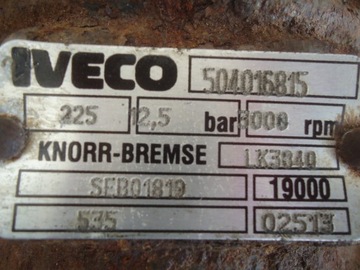 IVECO 504016815
225 12,5 bar 3000 rpm
KNORR-BREMSE LK3840
SEB01819 19000
535 02513